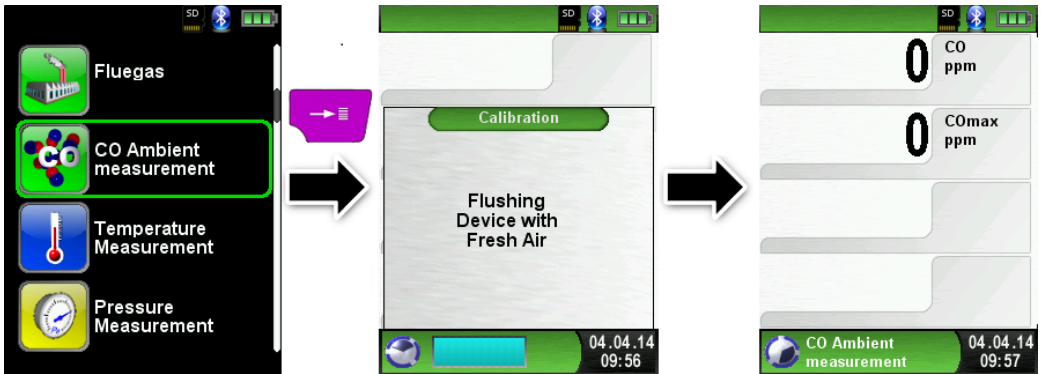 SD
Fluegas
CO
CO Ambient
measurement
Temperature
Measurement
Pressure
Measurement
SD
Calibration
Flushing
Device with
Fresh Air
04.04.14
09:56
SD
0 CO
ppm
0 COmax
ppm
CO Ambient
measurement
04.04.14
09:57